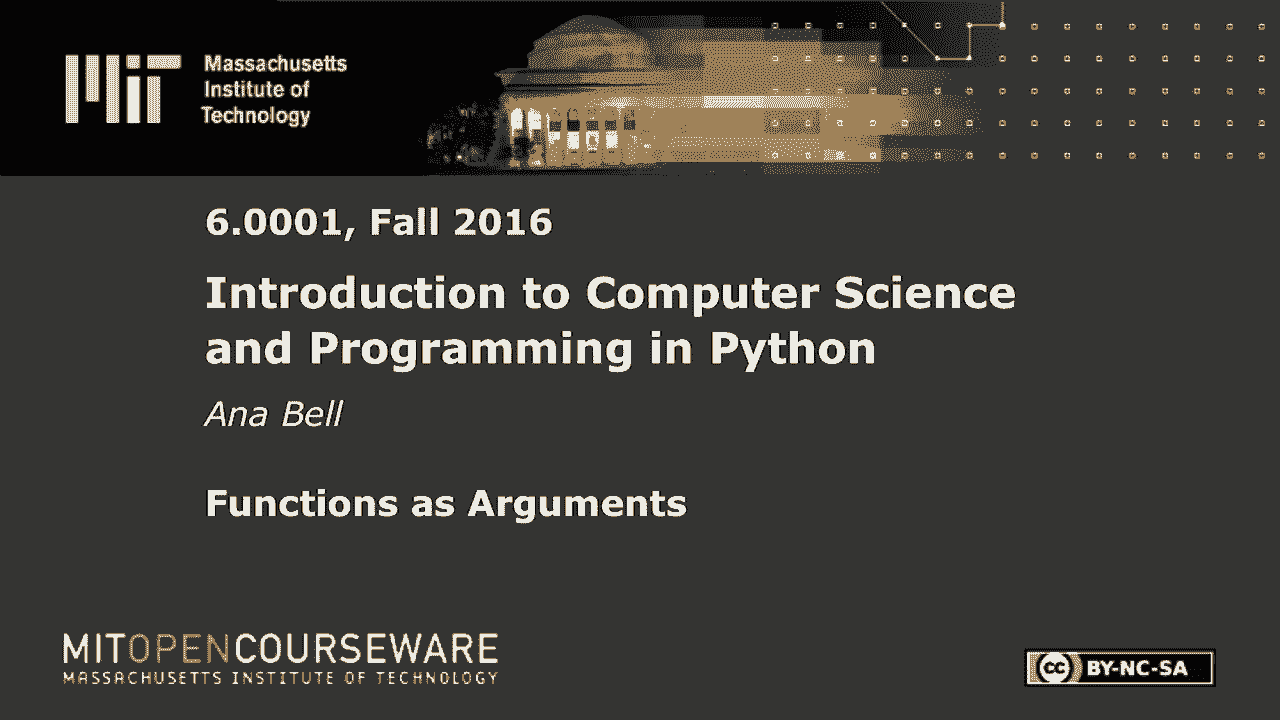 Massachusetts
Institute of
Technology
6.0001, Fall 2016
Introduction to Computer Science
and Programming in Python
Ana Bell
Functions as Arguments
MITOPENCOURSEWARE
MASSACHUSETTS INSTITUTE OF TECHNOLOGY
cc BY-NC-SA